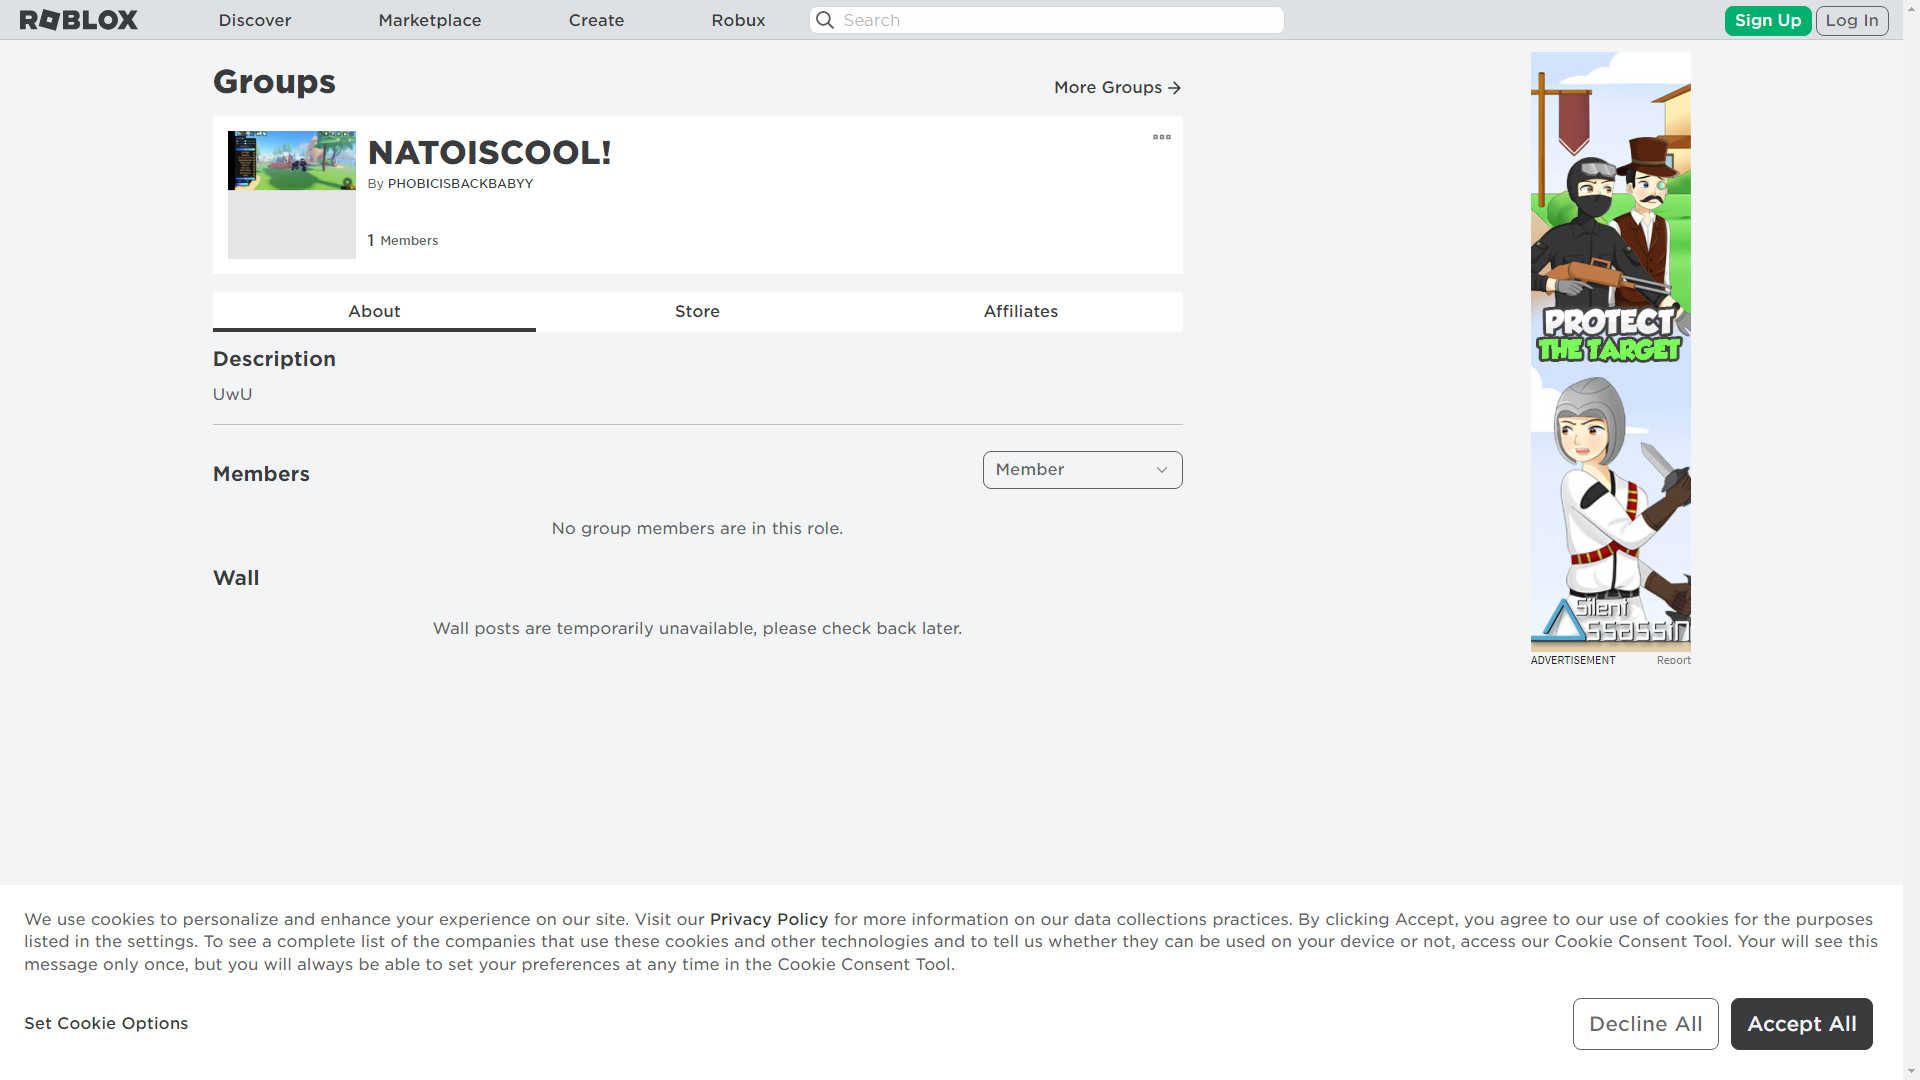 ROBLOX
Discover
Marketplace
Create
Robux
Search
Sign Up
Log In
Groups
More Groups
NATOISCOOL!
By PHOBICISBACKBABYY
1 Members
About
Store
Affiliates
Description
UwU
Members
Member
No group members are in this role.
Wall
Wall posts are temporarily unavailable, please check back later.
PROTECT
THE TARGET
Silent
Assassin
ADVERTISEMENT
Report
We use cookies to personalize and enhance your experience on our site. Visit our Privacy Policy for more information on our data collections practices. By clicking Accept, you agree to our use of cookies for the purposes
listed in the settings. To see a complete list of the companies that use these cookies and other technologies and to tell us whether they can be used on your device or not, access our Cookie Consent Tool. Your will see this
message only once, but you will always be able to set your preferences at any time in the Cookie Consent Tool.
Set Cookie Options
Decline All
Accept All